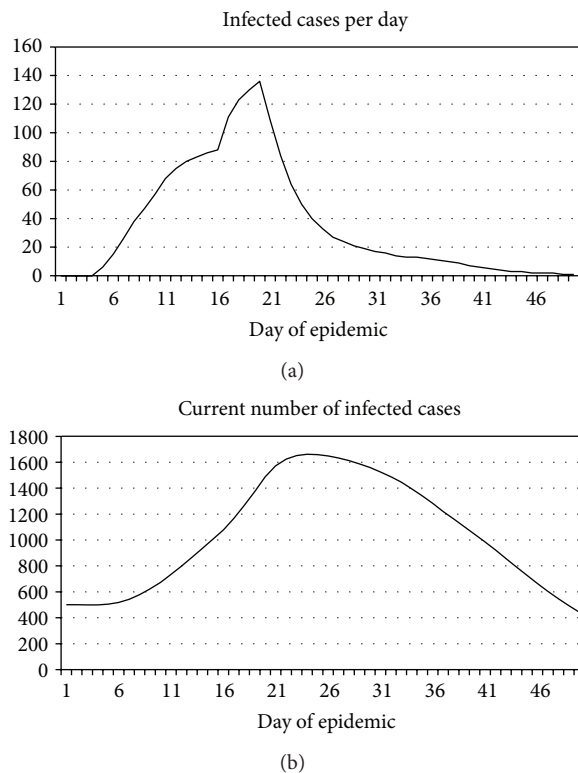 Infected cases per day
160
140
120
100
80
60
40
20
0
1 6 11 16 21 26 31 36 41 46
Day of epidemic
(a)
Current number of infected cases
1800
1600
1400
1200
1000
800
600
400
200
0
1 6 11 16 21 26 31 36 41 46
Day of epidemic
(b)